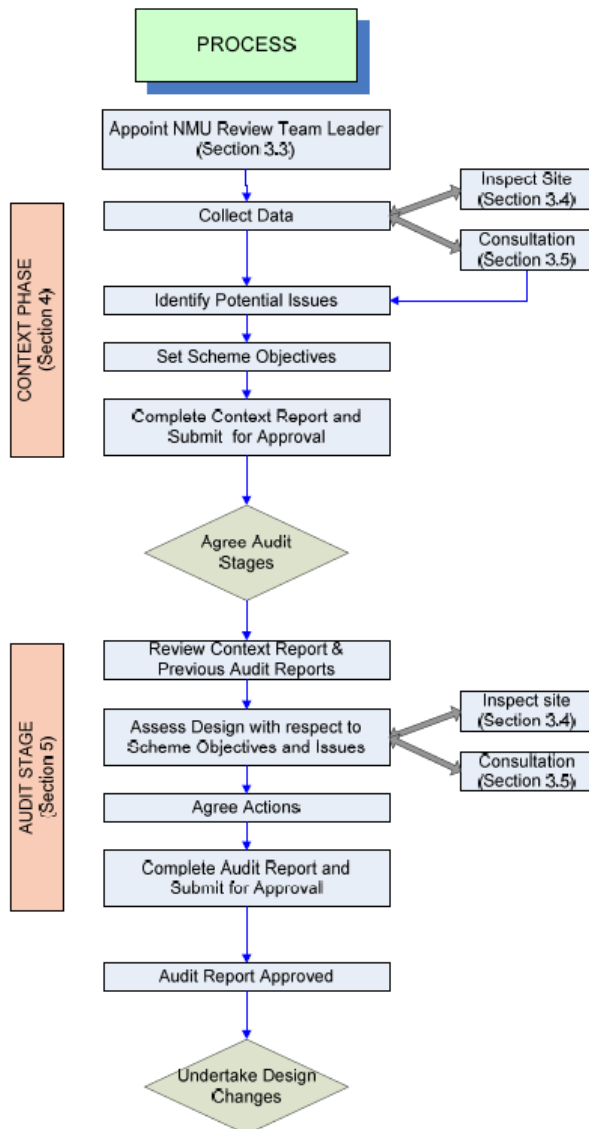 PROCESS
Appoint NMU Review Team Leader
(Section 3.3)
Inspect Site
(Section 3.4)
Collect Data
Consultation
(Section 3.5)
CONTEXT PHASE
(Section 4)
Identify Potential Issues
Set Scheme Objectives
Complete Context Report and
Submit for Approval
Agree Audit
Stages
Review Context Report &
Previous Audit Reports
AUDIT STAGE
(Section 5)
Inspect site
(Section 3.4)
Assess Design with respect to
Scheme Objectives and Issues
Consultation
(Section 3.5)
Agree Actions
Complete Audit Report and
Submit for Approval
Audit Report Approved
Undertake Design
Changes